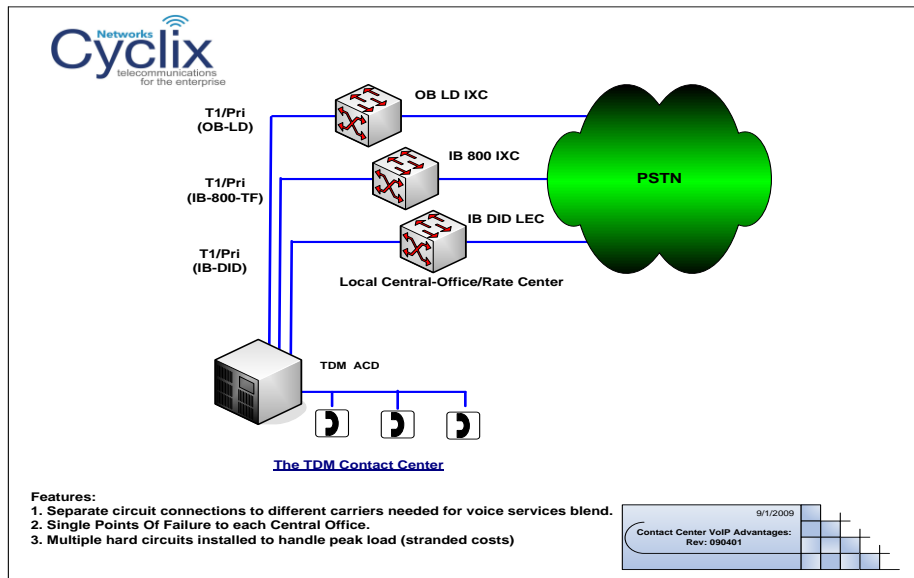 Networks
Cyclix
telecommunications
for the enterprise
OB LD IXC
T1/Pri
(OB-LD)
IB 800 IXC
T1/Pri
(IB-800-TF)
PSTN
IB DID LEC
T1/Pri
(IB-DID)
Local Central-Office/Rate Center
TDM ACD
The TDM Contact Center
Features:
1. Separate circuit connections to different carriers needed for voice services blend.
2. Single Points Of Failure to each Central Office.
3. Multiple hard circuits installed to handle peak load (stranded costs)
9/1/2009
Contact Center VoIP Advantages:
Rev: 090401